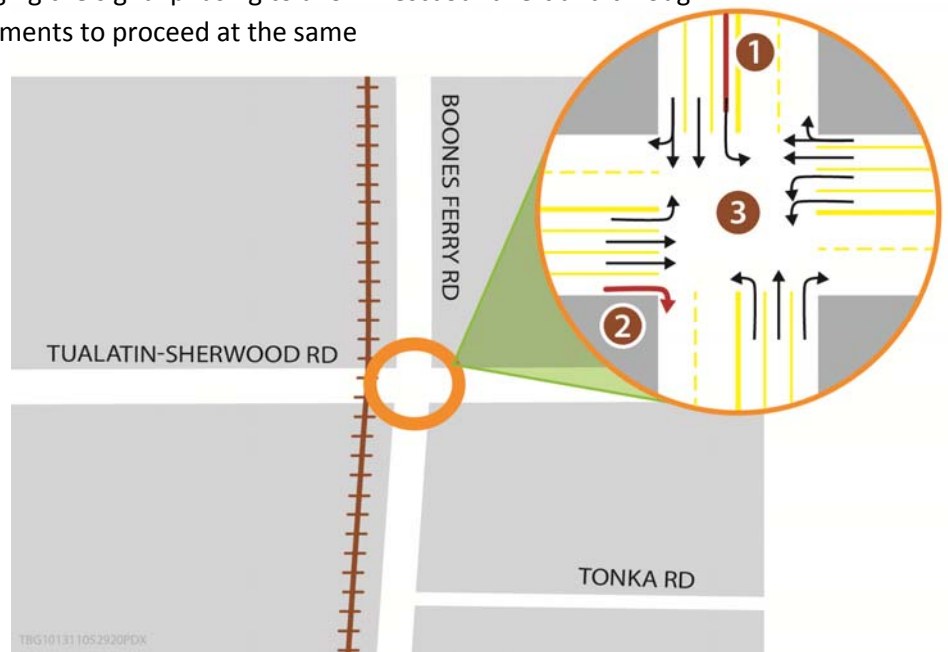 ments to proceed at the same
1
BOONES FERRY RD
3
2
TUALATIN-SHERWOOD RD
TONKA RD
TBG101311052920PDX